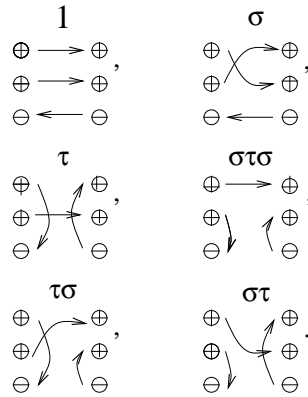 1 σ
⊕ ⊕ , ⊕ ⊕ ,
⊕ ⊕ ⊕ ⊕
⊖ ⊖ ⊖ ⊖
τ στσ
⊕ ⊕ , ⊕ ⊕ ,
⊕ ⊕ ⊕ ⊕
⊖ ⊖ ⊖ ⊖
τσ στ
⊕ ⊕ , ⊕ ⊕ .
⊕ ⊕ ⊕ ⊕
⊖ ⊖ ⊖ ⊖